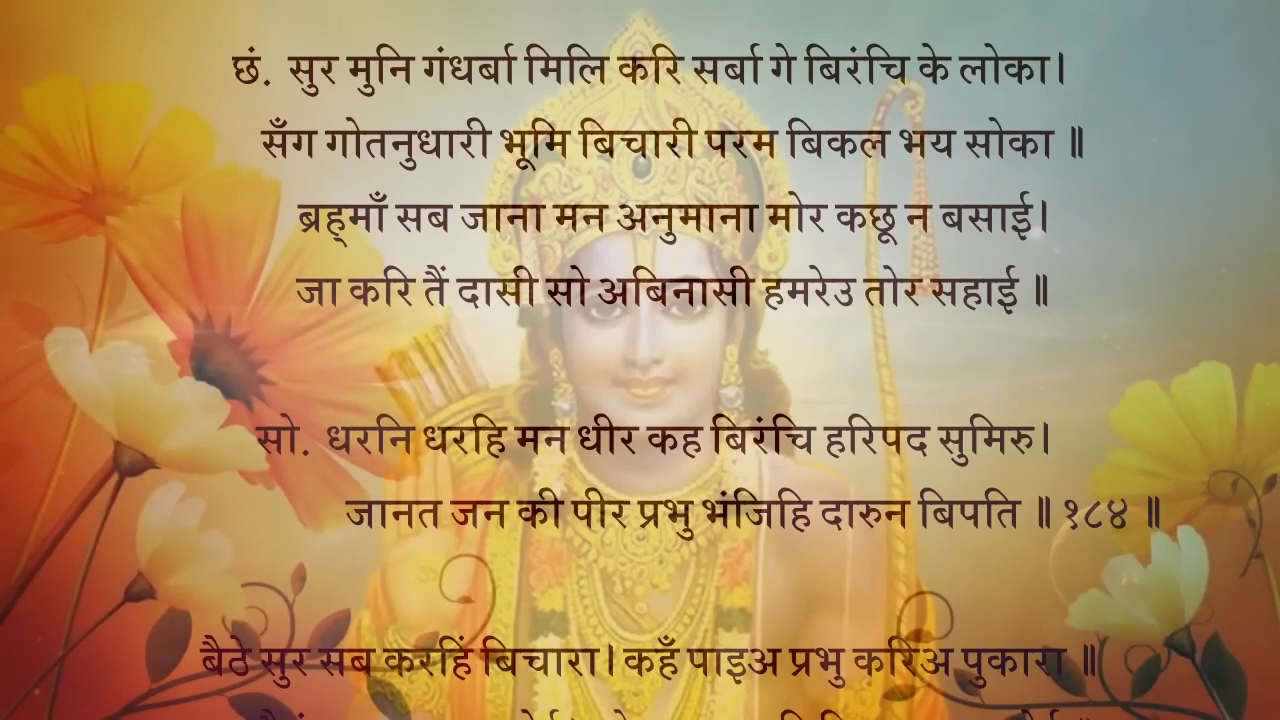 छं. सुर मुनि गंधर्बा मिलि करि सर्बा गे बिरंचि के लोका।
सँग गोतनुधारी भूमि बिचारी परम बिकल भय सोका ॥
ब्रह्माँ सब जाना मन अनुमाना मोर कछू न बसाई।
जा करि तैं दासी सो अबिनासी हमरेउ तोर सहाई ॥
सो. धरनि धरहि मन धीर कह बिरंचि हरिपद सुमिरु।
जानत जन की पीर प्रभु भंजिहि दारुन बिपति ॥ १८४ ॥
बैठे सुर सब करहिं बिचारा। कहँ पाइअ प्रभु करिअ पुकारा ॥